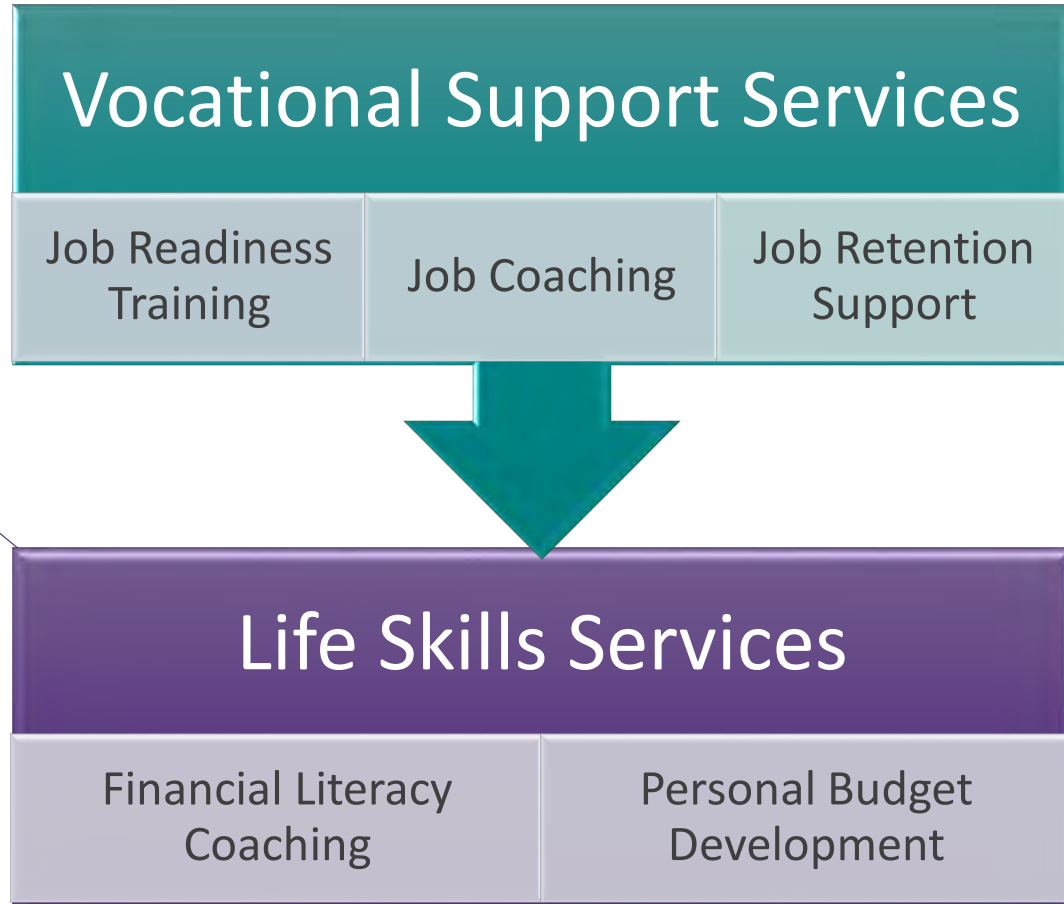 Vocational Support Services
Job Readiness
Training
Job Coaching
Job Retention
Support
Life Skills Services
Financial Literacy
Coaching
Personal Budget
Development